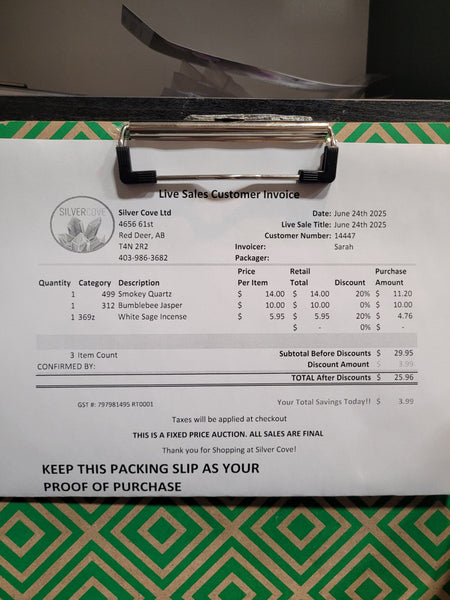 Live Sales Customer Invoice
SILVERCOVE
Silver Cove Ltd
4656 61st
Red Deer, AB
T4N 2R2
403-986-3682
Date: June 24th 2025
Live Sale Title: June 24th 2025
Customer Number: 14447
Invoicer: Sarah
Packager:
Quantity Category Description Price Per Item Retail Total Discount Purchase Amount
1 499 Smokey Quartz $ 14.00 $ 14.00 20% $ 11.20
1 312 Bumblebee Jasper $ 10.00 $ 10.00 0% $ 10.00
1 369z White Sage Incense $ 5.95 $ 5.95 20% $ 4.76
$ - 0% $ -
3 Item Count Subtotal Before Discounts $ 29.95
CONFIRMED BY: Discount Amount $ 3.99
TOTAL After Discounts $ 25.96
GST #: 797981495 RT0001 Your Total Savings Today!! $ 3.99
Taxes will be applied at checkout
THIS IS A FIXED PRICE AUCTION. ALL SALES ARE FINAL
Thank you for Shopping at Silver Cove!
KEEP THIS PACKING SLIP AS YOUR
PROOF OF PURCHASE